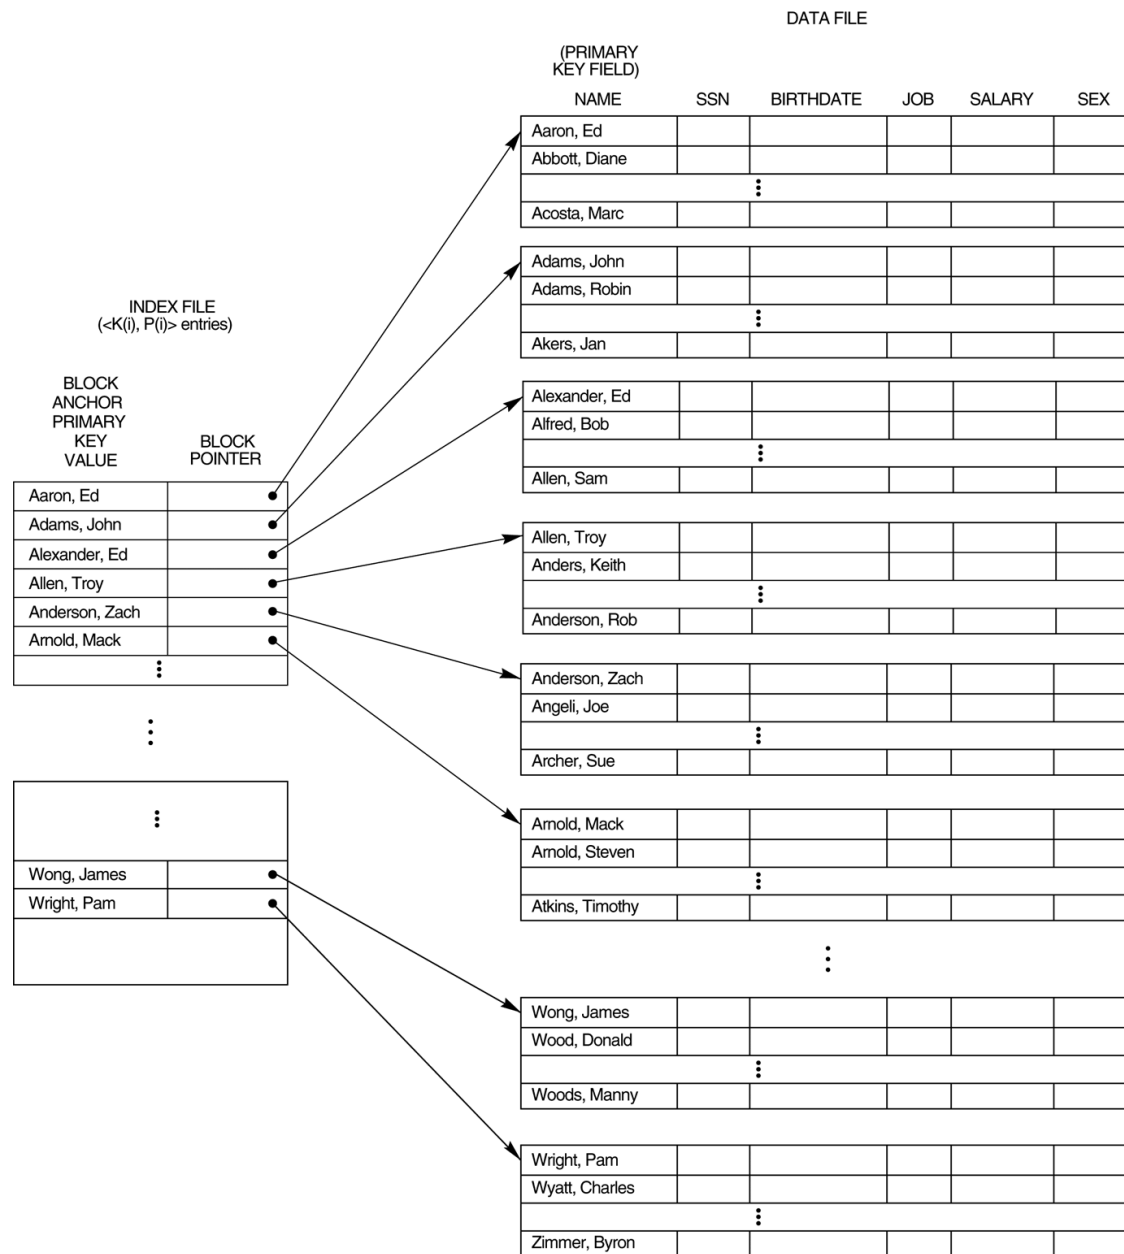 DATA FILE
(PRIMARY
KEY FIELD)
NAME SSN BIRTHDATE JOB SALARY SEX
Aaron, Ed
Abbott, Diane
Acosta, Marc
Adams, John
Adams, Robin
Akers, Jan
Alexander, Ed
Alfred, Bob
Allen, Sam
Allen, Troy
Anders, Keith
Anderson, Rob
Anderson, Zach
Angeli, Joe
Archer, Sue
Arnold, Mack
Arnold, Steven
Atkins, Timothy
Wong, James
Wood, Donald
Woods, Manny
Wright, Pam
Wyatt, Charles
Zimmer, Byron
INDEX FILE
(<K(i), P(i)> entries)
BLOCK
ANCHOR
PRIMARY
KEY
VALUE
BLOCK
POINTER
Aaron, Ed
Adams, John
Alexander, Ed
Allen, Troy
Anderson, Zach
Arnold, Mack
Wong, James
Wright, Pam